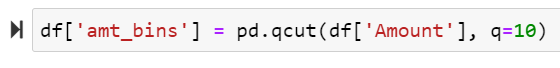 df['amt_bins'] = pd.qcut(df['Amount'], q=10)